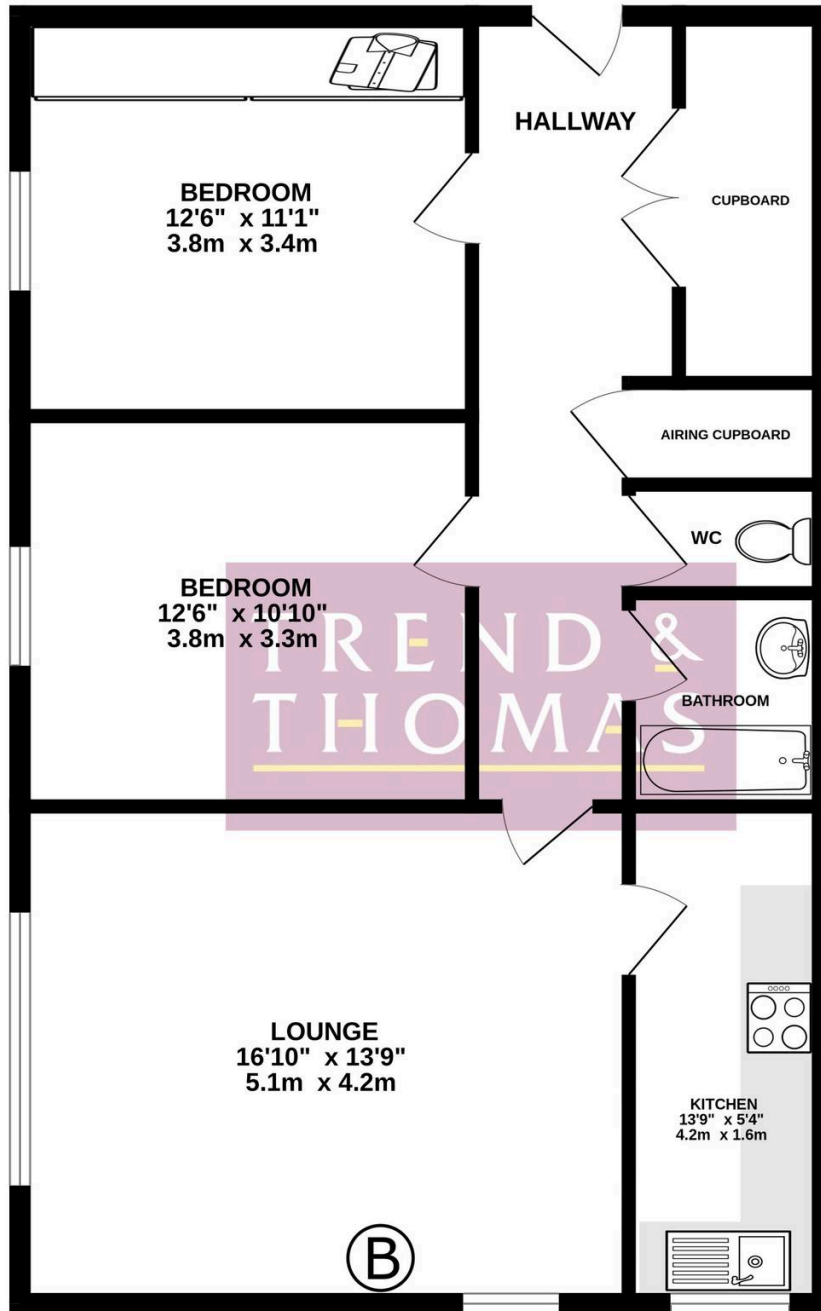 HALLWAY
BEDROOM
12'6" x 11'1"
3.8m x 3.4m
CUPBOARD
AIRING CUPBOARD
WC
BEDROOM
12'6" x 10'10"
3.8m x 3.3m
TREND &
THOMAS
BATHROOM
LOUNGE
16'10" x 13'9"
5.1m x 4.2m
KITCHEN
13'9" x 5'4"
4.2m x 1.6m
B